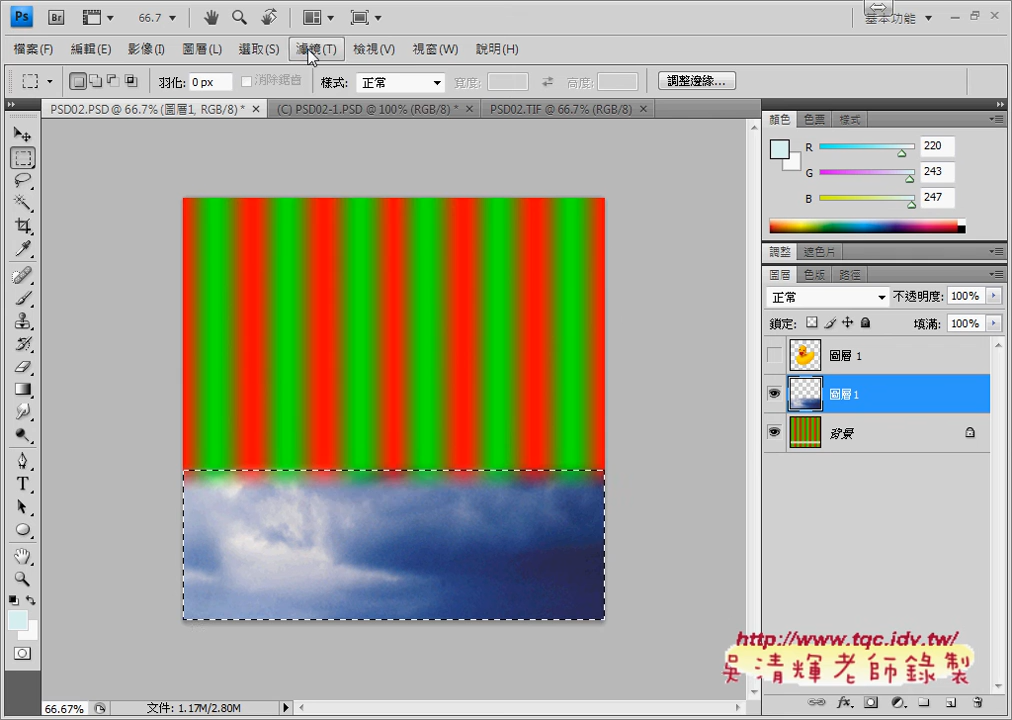 Ps Br 66.7 基本功能
檔案(F) 編輯(E) 影像(I) 圖層(L) 選取(S) 濾鏡(T) 檢視(V) 視窗(W) 說明(H)
羽化: 0 px 消除鋸齒 樣式: 正常 寬度: 高度: 調整邊緣...
PSD02.PSD @ 66.7% (圖層1, RGB/8) * × (C) PSD02-1.PSD @ 100% (RGB/8) * × PSD02.TIF @ 66.7% (RGB/8) ×
顏色 色票 樣式
R 220
G 243
B 247
調整 遮色片
圖層 色版 路徑
正常 不透明度: 100%
鎖定: 填滿: 100%
圖層 1
圖層1
背景
http://www.tqc.idv.tw/
吳清輝老師錄製
66.67% 文件: 1.17M/2.80M